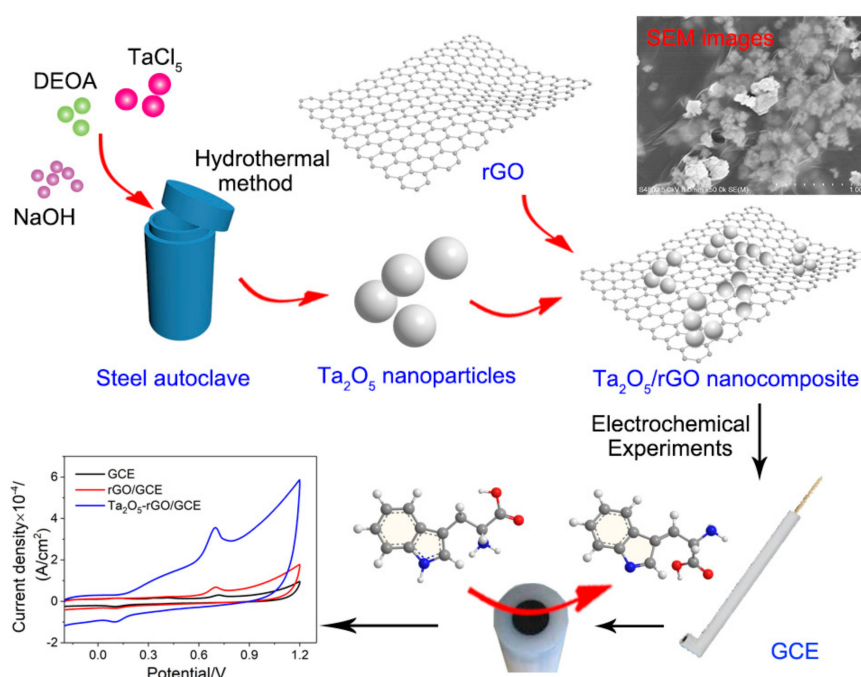 TaCl5
DEOA
NaOH
Hydrothermal
method
Steel autoclave
Ta2O5 nanoparticles
rGO
SEM images
Ta2O5/rGO nanocomposite
Electrochemical
Experiments
GCE
Current density×10-4/
(A/cm2)
6
4
2
0
-2
GCE
rGO/GCE
Ta2O5-rGO/GCE
0.0 0.3 0.6 0.9 1.2
Potential/V